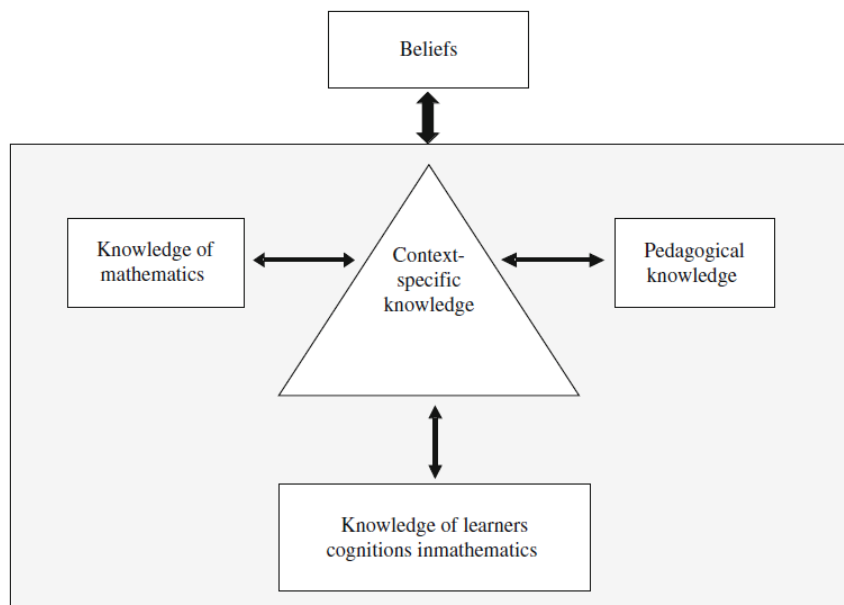 Beliefs
Knowledge of
mathematics
Context-
specific
knowledge
Pedagogical
knowledge
Knowledge of learners
cognitions inmathematics